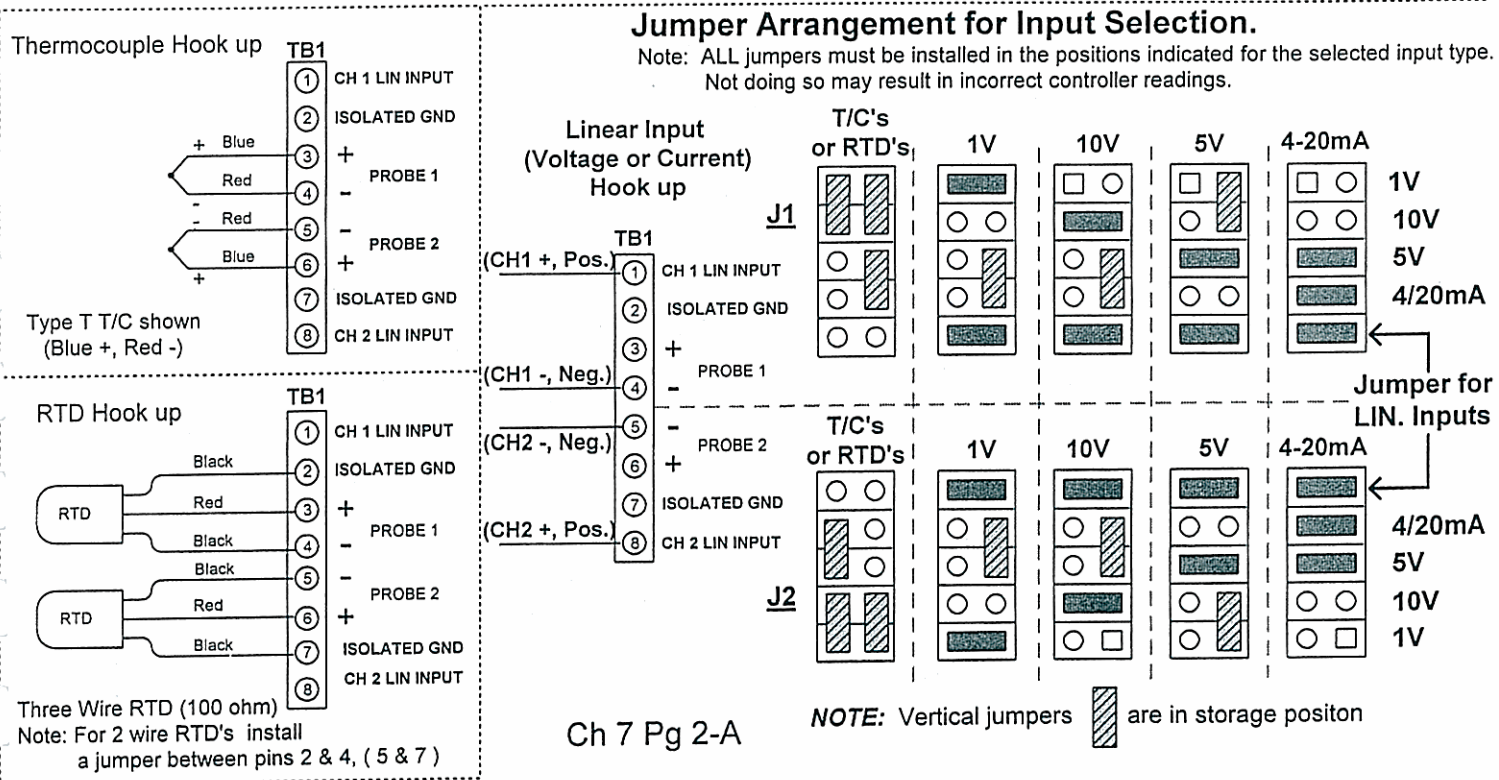 Thermocouple Hook up
TB1
1 CH 1 LIN INPUT
2 ISOLATED GND
+ Blue 3 +
PROBE 1
Red 4 -
-
- Red 5 -
PROBE 2
Blue 6 +
+
7 ISOLATED GND
8 CH 2 LIN INPUT
Type T T/C shown
(Blue +, Red -)
RTD Hook up
TB1
1 CH 1 LIN INPUT
Black 2 ISOLATED GND
RTD Red 3 +
PROBE 1
Black 4 -
Black 5 -
PROBE 2
RTD Red 6 +
Black 7 ISOLATED GND
8 CH 2 LIN INPUT
Three Wire RTD (100 ohm)
Note: For 2 wire RTD's install
a jumper between pins 2 & 4, ( 5 & 7 )
Jumper Arrangement for Input Selection.
Note: ALL jumpers must be installed in the positions indicated for the selected input type.
Not doing so may result in incorrect controller readings.
Linear Input
(Voltage or Current)
Hook up
TB1
(CH1 +, Pos.) 1 CH 1 LIN INPUT
2 ISOLATED GND
3 +
PROBE 1
(CH1 -, Neg.) 4 -
5 -
(CH2 -, Neg.) PROBE 2
6 +
7 ISOLATED GND
(CH2 +, Pos.) 8 CH 2 LIN INPUT
T/C's
or RTD's 1V 10V 5V 4-20mA
J1
1V
10V
5V
4/20mA
Jumper for
LIN. Inputs
T/C's
or RTD's 1V 10V 5V 4-20mA
J2
4/20mA
5V
10V
1V
Ch 7 Pg 2-A
NOTE: Vertical jumpers are in storage positon